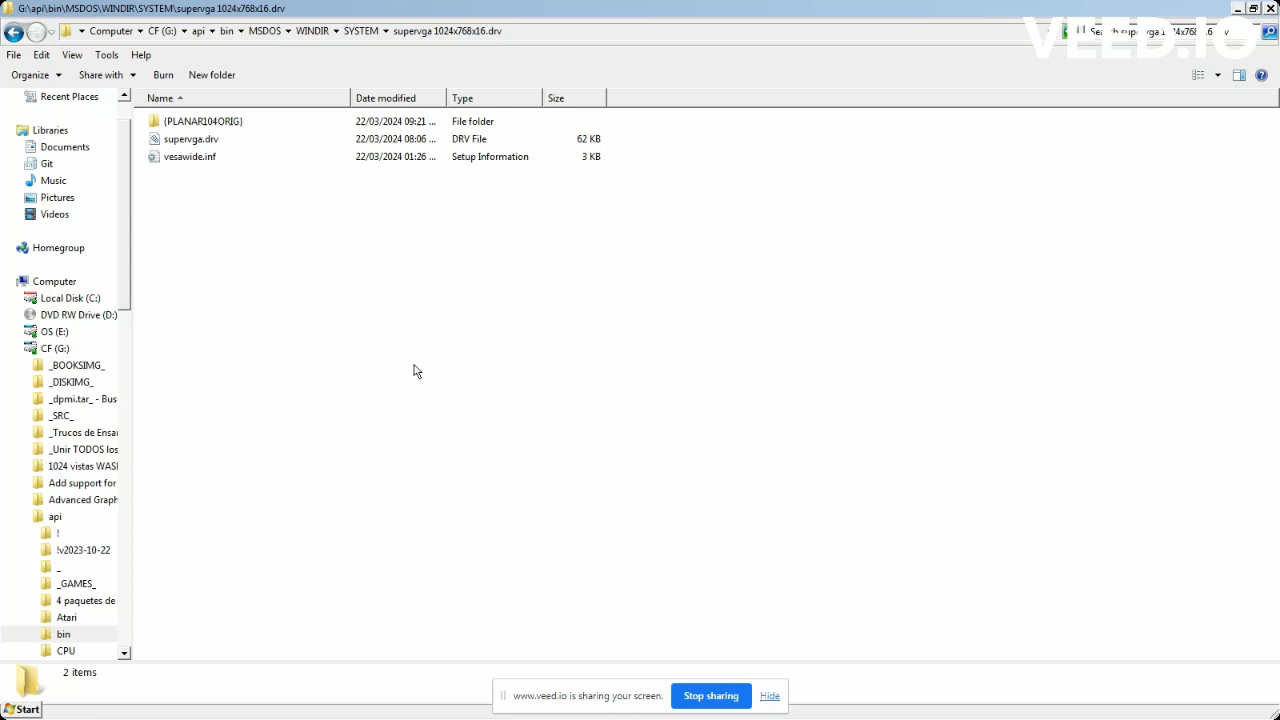 G:\api\bin\MSDOS\WINDIR\SYSTEM\supervga 1024x768x16.drv
Computer CF (G:) api bin MSDOS WINDIR SYSTEM supervga 1024x768x16.drv
Search supervga 1024x768x16.drv
VEED.IO
File Edit View Tools Help
Organize Share with Burn New folder
Name Date modified Type Size
(PLANAR104ORIG) 22/03/2024 09:21 ... File folder
supervga.drv 22/03/2024 08:06 ... DRV File 62 KB
vesawide.inf 22/03/2024 01:26 ... Setup Information 3 KB
Recent Places
Libraries
Documents
Git
Music
Pictures
Videos
Homegroup
Computer
Local Disk (C:)
DVD RW Drive (D:)
OS (E:)
CF (G:)
_BOOKSIMG_
_DISKIMG_
_dpmi.tar_ - Bus
_SRC_
_Trucos de Ensar
_Unir TODOS los
1024 vistas WAS
Add support for
Advanced Graph
api
!
!v2023-10-22
_
_GAMES_
4 paquetes de
Atari
bin
CPU
2 items
www.veed.io is sharing your screen. Stop sharing Hide
Start